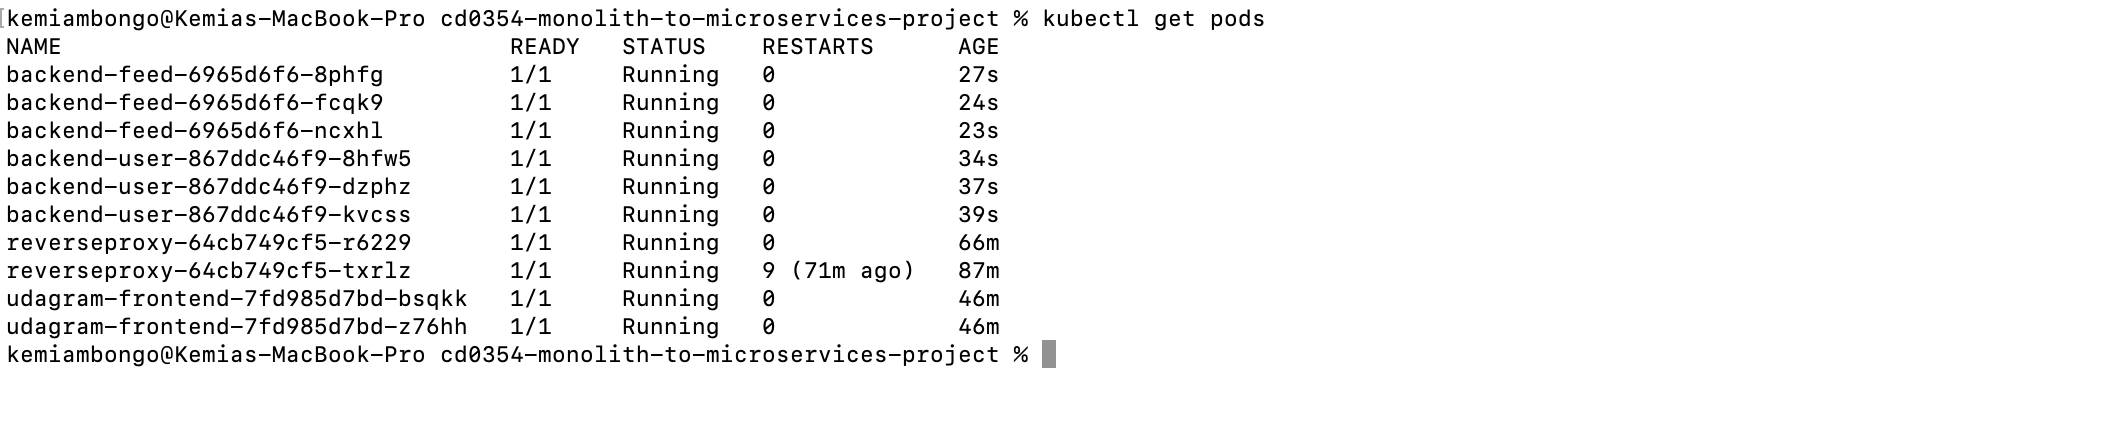 kemiambongo@Kemias-MacBook-Pro cd0354-monolith-to-microservices-project % kubectl get pods
NAME READY STATUS RESTARTS AGE
backend-feed-6965d6f6-8phfg 1/1 Running 0 27s
backend-feed-6965d6f6-fcqk9 1/1 Running 0 24s
backend-feed-6965d6f6-ncxhl 1/1 Running 0 23s
backend-user-867ddc46f9-8hfw5 1/1 Running 0 34s
backend-user-867ddc46f9-dzphz 1/1 Running 0 37s
backend-user-867ddc46f9-kvcss 1/1 Running 0 39s
reverseproxy-64cb749cf5-r6229 1/1 Running 0 66m
reverseproxy-64cb749cf5-txrlz 1/1 Running 9 (71m ago) 87m
udagram-frontend-7fd985d7bd-bsqkk 1/1 Running 0 46m
udagram-frontend-7fd985d7bd-z76hh 1/1 Running 0 46m
kemiambongo@Kemias-MacBook-Pro cd0354-monolith-to-microservices-project %